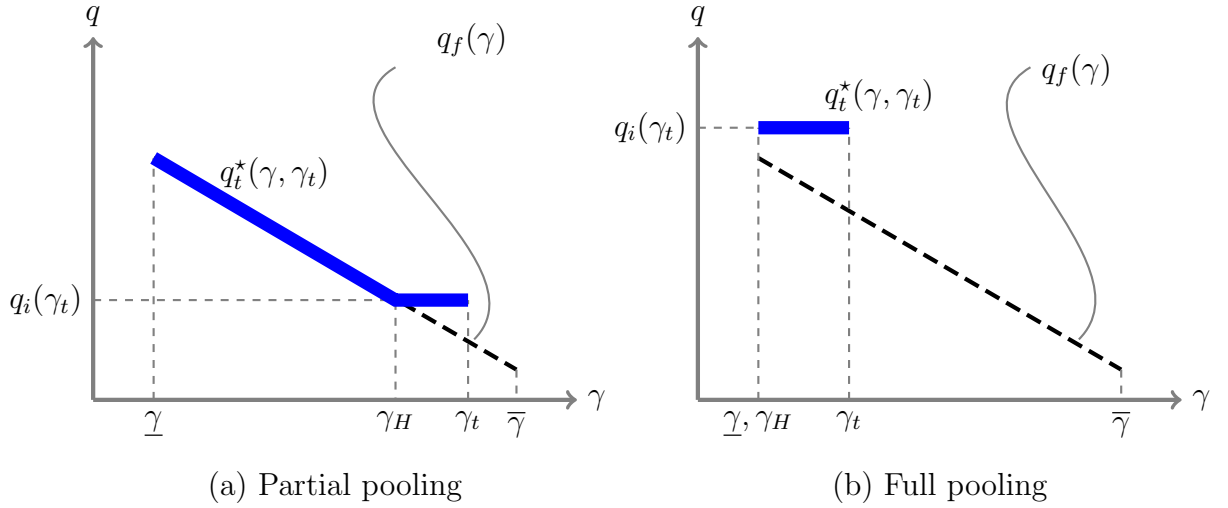 q
q_f(γ)
q_t^⋆(γ, γ_t)
q_i(γ_t)
γ
γ̲
γ_H
γ_t
γ̅
(a) Partial pooling
q
q_f(γ)
q_t^⋆(γ, γ_t)
q_i(γ_t)
γ
γ̲, γ_H
γ_t
γ̅
(b) Full pooling